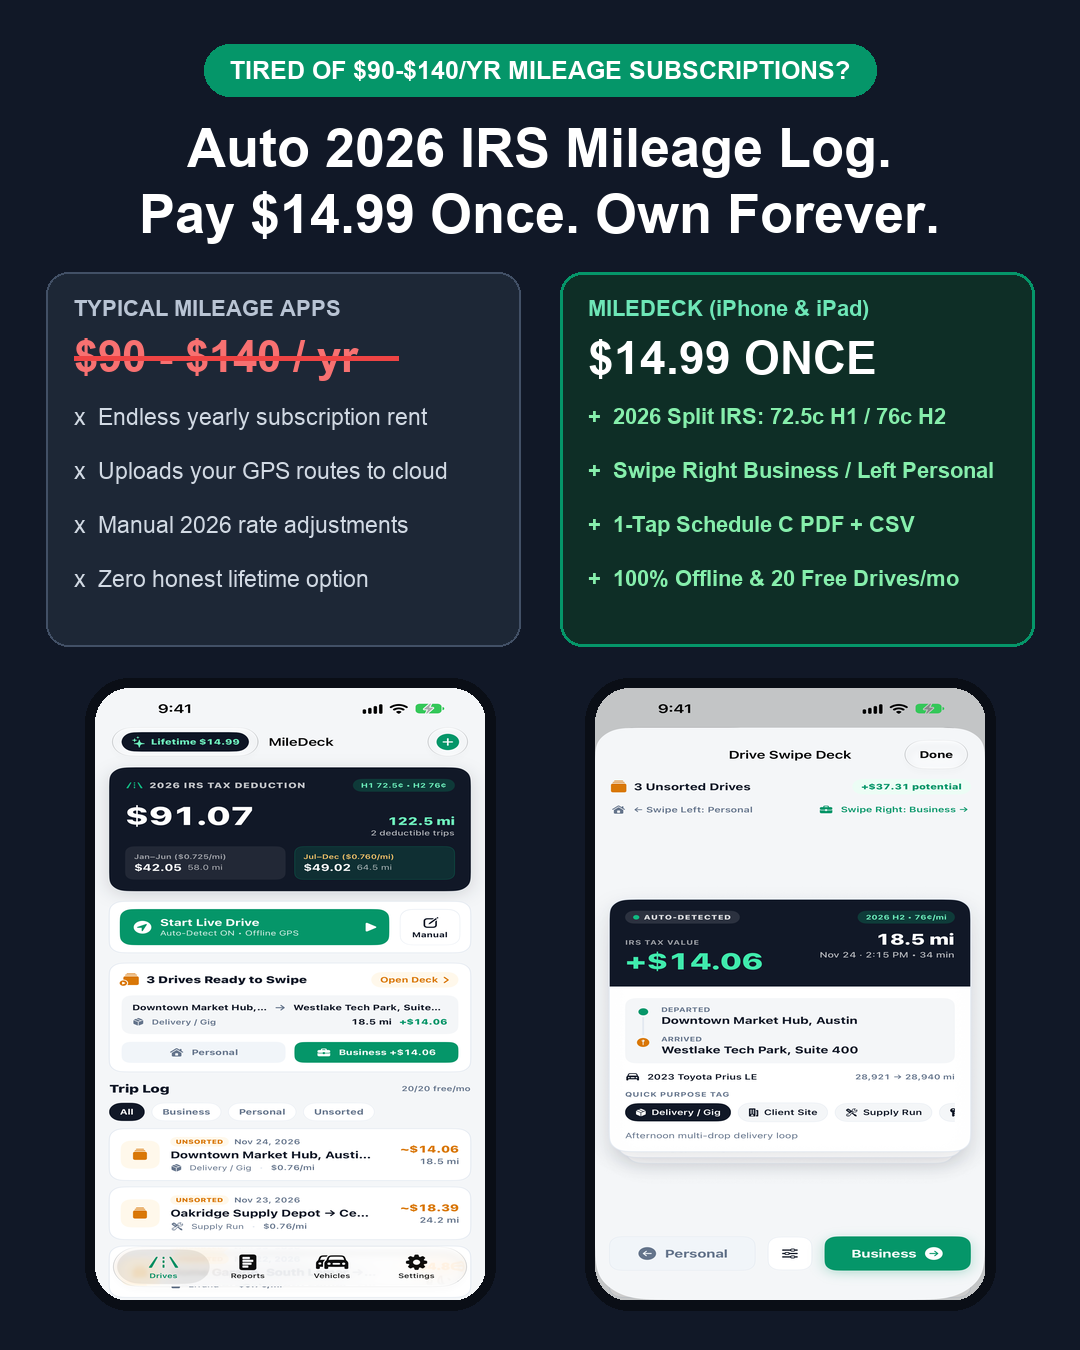 TIRED OF $90-$140/YR MILEAGE SUBSCRIPTIONS?
Auto 2026 IRS Mileage Log.
Pay $14.99 Once. Own Forever.
TYPICAL MILEAGE APPS
$90 - $140 / yr
x Endless yearly subscription rent
x Uploads your GPS routes to cloud
x Manual 2026 rate adjustments
x Zero honest lifetime option
MILEDECK (iPhone & iPad)
$14.99 ONCE
+ 2026 Split IRS: 72.5c H1 / 76c H2
+ Swipe Right Business / Left Personal
+ 1-Tap Schedule C PDF + CSV
+ 100% Offline & 20 Free Drives/mo
9:41
Lifetime $14.99
MileDeck
2026 IRS TAX DEDUCTION
H1 72.5¢ • H2 76¢
$91.07
122.5 mi
2 deductible trips
Jan–Jun ($0.725/mi)
$42.05 58.0 mi
Jul–Dec ($0.760/mi)
$49.02 64.5 mi
Start Live Drive
Auto-Detect ON • Offline GPS
Manual
3 Drives Ready to Swipe
Open Deck >
Downtown Market Hub,... → Westlake Tech Park, Suite...
Delivery / Gig
18.5 mi +$14.06
Personal
Business +$14.06
Trip Log
20/20 free/mo
All
Business
Personal
Unsorted
UNSORTED Nov 24, 2026
Downtown Market Hub, Austi...
Delivery / Gig · $0.76/mi
~$14.06
18.5 mi
UNSORTED Nov 23, 2026
Oakridge Supply Depot → Ce...
Supply Run · $0.76/mi
~$18.39
24.2 mi
Drives
Reports
Vehicles
Settings
9:41
Drive Swipe Deck
Done
3 Unsorted Drives
+$37.31 potential
← Swipe Left: Personal
Swipe Right: Business →
AUTO-DETECTED
2026 H2 • 76¢/mi
IRS TAX VALUE
+$14.06
18.5 mi
Nov 24 · 2:15 PM • 34 min
DEPARTED
Downtown Market Hub, Austin
ARRIVED
Westlake Tech Park, Suite 400
2023 Toyota Prius LE
28,921 → 28,940 mi
QUICK PURPOSE TAG
Delivery / Gig
Client Site
Supply Run
Afternoon multi-drop delivery loop
Personal
Business